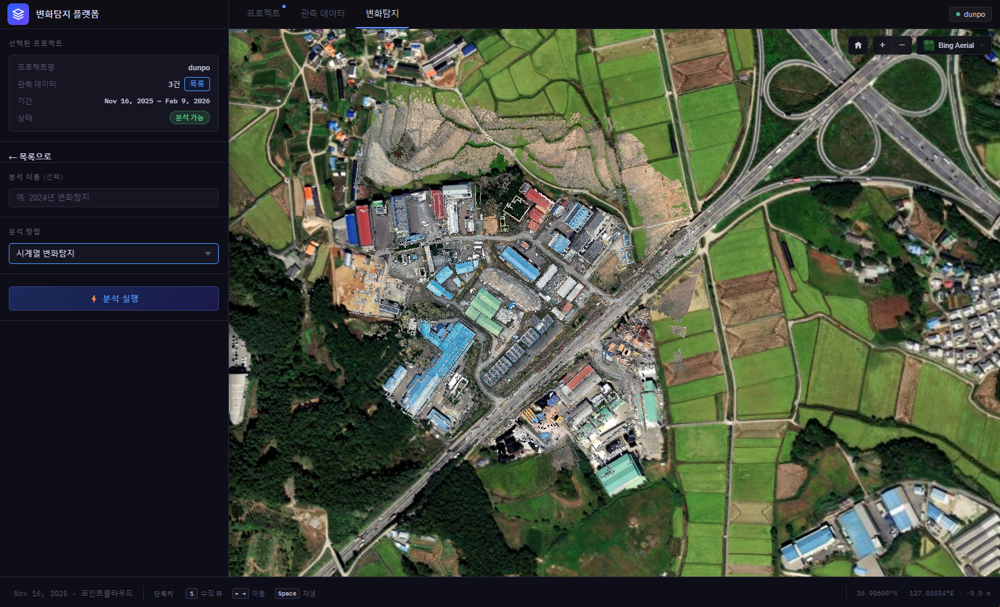 변화탐지 플랫폼
프로젝트
관측 데이터
변화탐지
dunpo
선택된 프로젝트
프로젝트명 dunpo
관측 데이터 3건 목록
기간 Nov 16, 2025 ~ Feb 9, 2026
상태 분석 가능
← 목록으로
분석 이름 (선택)
예: 2024년 변화탐지
분석 방법
시계열 변화탐지
분석 실행
+ − Bing Aerial
Nov 16, 2025 · 포인트클라우드
단축키 1 수직 뷰 ← → 이동 Space 재생
36.90600°N · 127.01034°E · -0.0 m